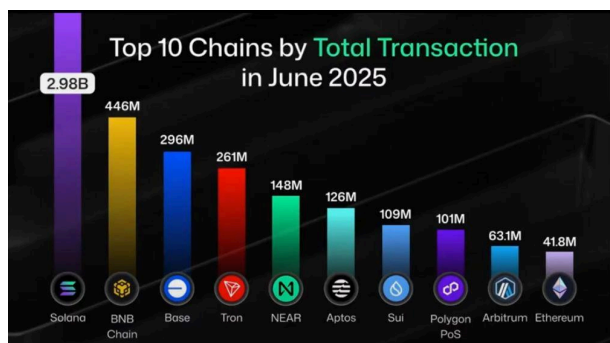 Top 10 Chains by Total Transaction
in June 2025
2.98B
446M
296M
261M
148M
126M
109M
101M
63.1M
41.8M
Solana
BNB
Chain
Base
Tron
NEAR
Aptos
Sui
Polygon
PoS
Arbitrum
Ethereum